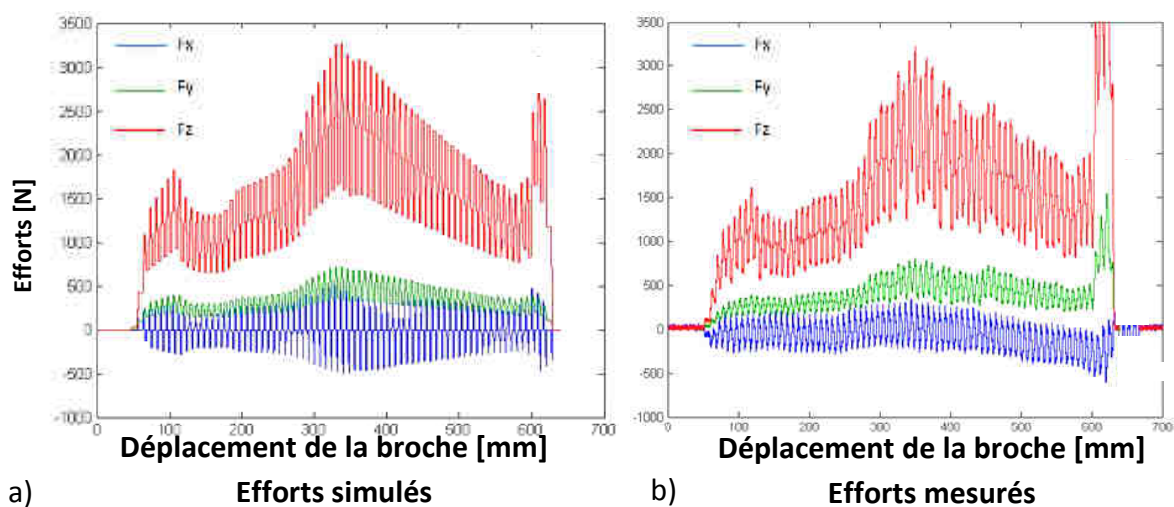 3500
3000
2500
2000
1500
1000
500
0
-500
-1000
Fx
Fy
Fz
Efforts [N]
0 100 200 300 400 500 600 700
Déplacement de la broche [mm]
a) Efforts simulés
3500
3000
2500
2000
1500
1000
500
0
-500
-1000
Fx
Fy
Fz
0 100 200 300 400 500 600 700
Déplacement de la broche [mm]
b) Efforts mesurés